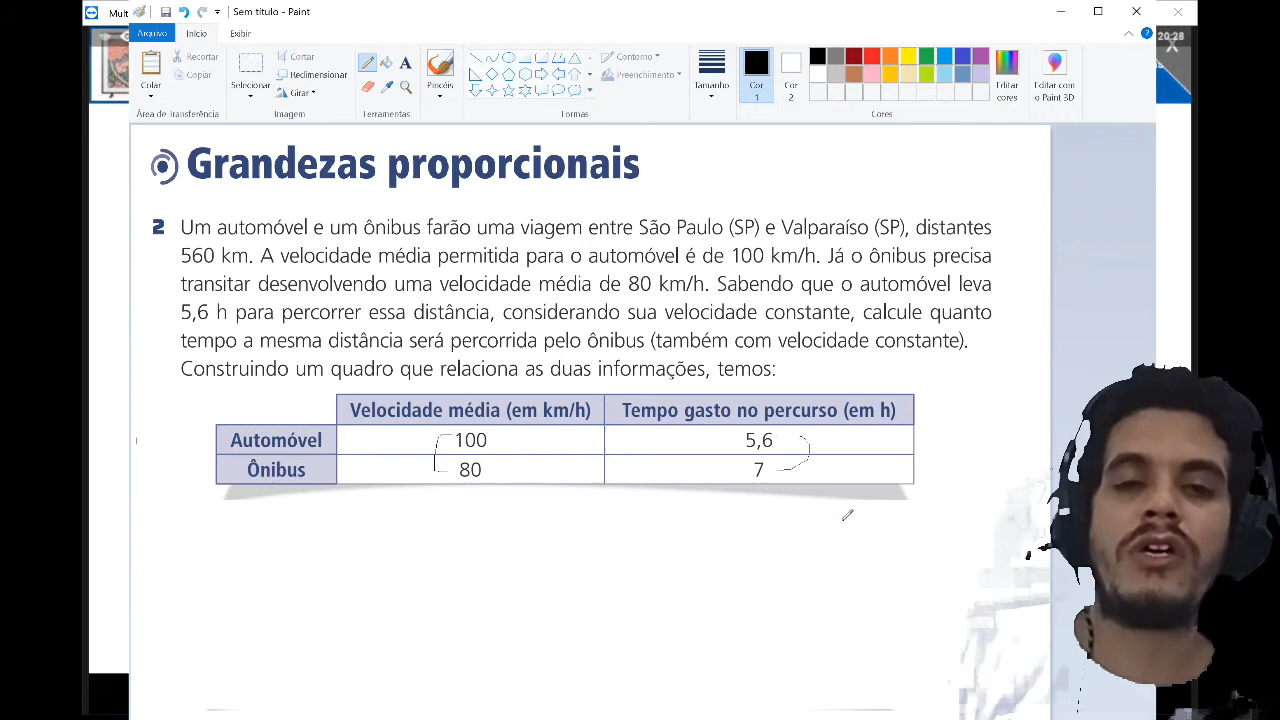 Mult
Sem título - Paint
20:28
Arquivo
Início
Exibir
Colar
Recortar
Copiar
Área de Transferência
Selecionar
Cortar
Redimensionar
Girar
Imagem
Ferramentas
Pincéis
Contorno
Preenchimento
Formas
Tamanho
Cor
1
Cor
2
Editar
cores
Editar com
o Paint 3D
Cores
Grandezas proporcionais
2 Um automóvel e um ônibus farão uma viagem entre São Paulo (SP) e Valparaíso (SP), distantes
560 km. A velocidade média permitida para o automóvel é de 100 km/h. Já o ônibus precisa
transitar desenvolvendo uma velocidade média de 80 km/h. Sabendo que o automóvel leva
5,6 h para percorrer essa distância, considerando sua velocidade constante, calcule quanto
tempo a mesma distância será percorrida pelo ônibus (também com velocidade constante).
Construindo um quadro que relaciona as duas informações, temos:
Velocidade média (em km/h) Tempo gasto no percurso (em h)
Automóvel 100 5,6
Ônibus 80 7